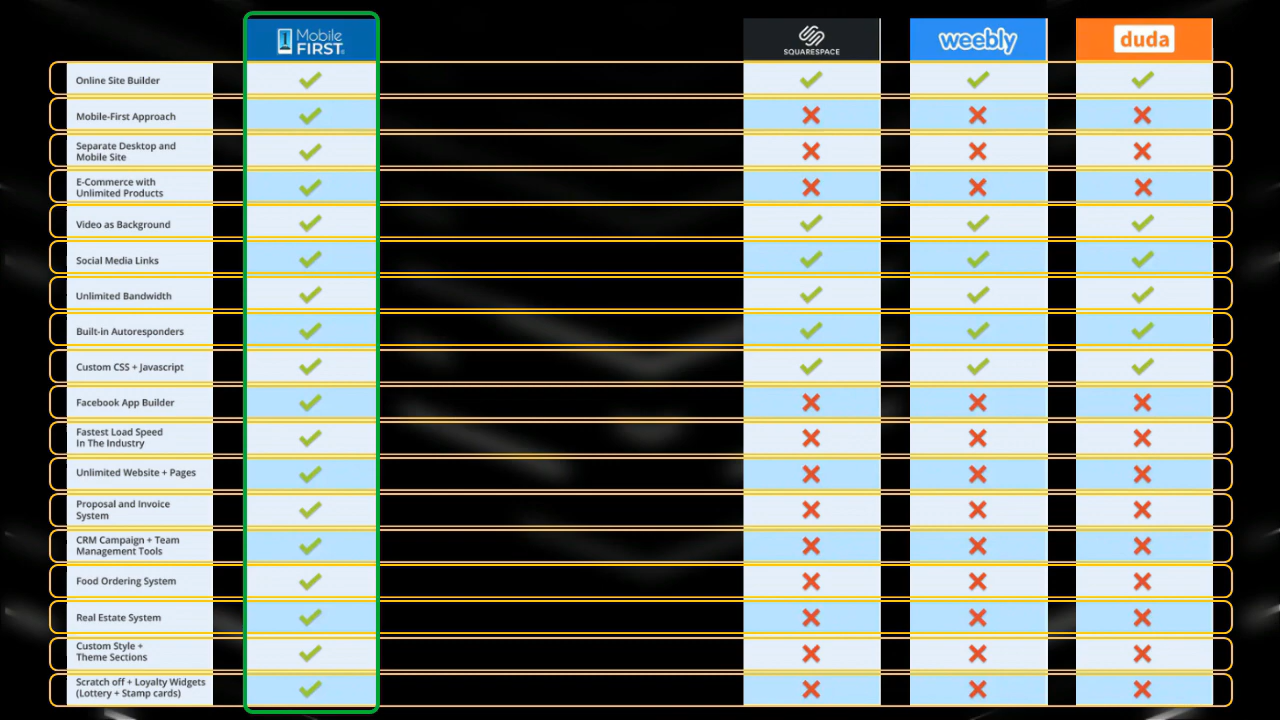 Mobile
FIRST
SQUARESPACE
weebly
duda
Online Site Builder
Mobile-First Approach
Separate Desktop and
Mobile Site
E-Commerce with
Unlimited Products
Video as Background
Social Media Links
Unlimited Bandwidth
Built-in Autoresponders
Custom CSS + Javascript
Facebook App Builder
Fastest Load Speed
In The Industry
Unlimited Website + Pages
Proposal and Invoice
System
CRM Campaign + Team
Management Tools
Food Ordering System
Real Estate System
Custom Style +
Theme Sections
Scratch off + Loyalty Widgets
(Lottery + Stamp cards)